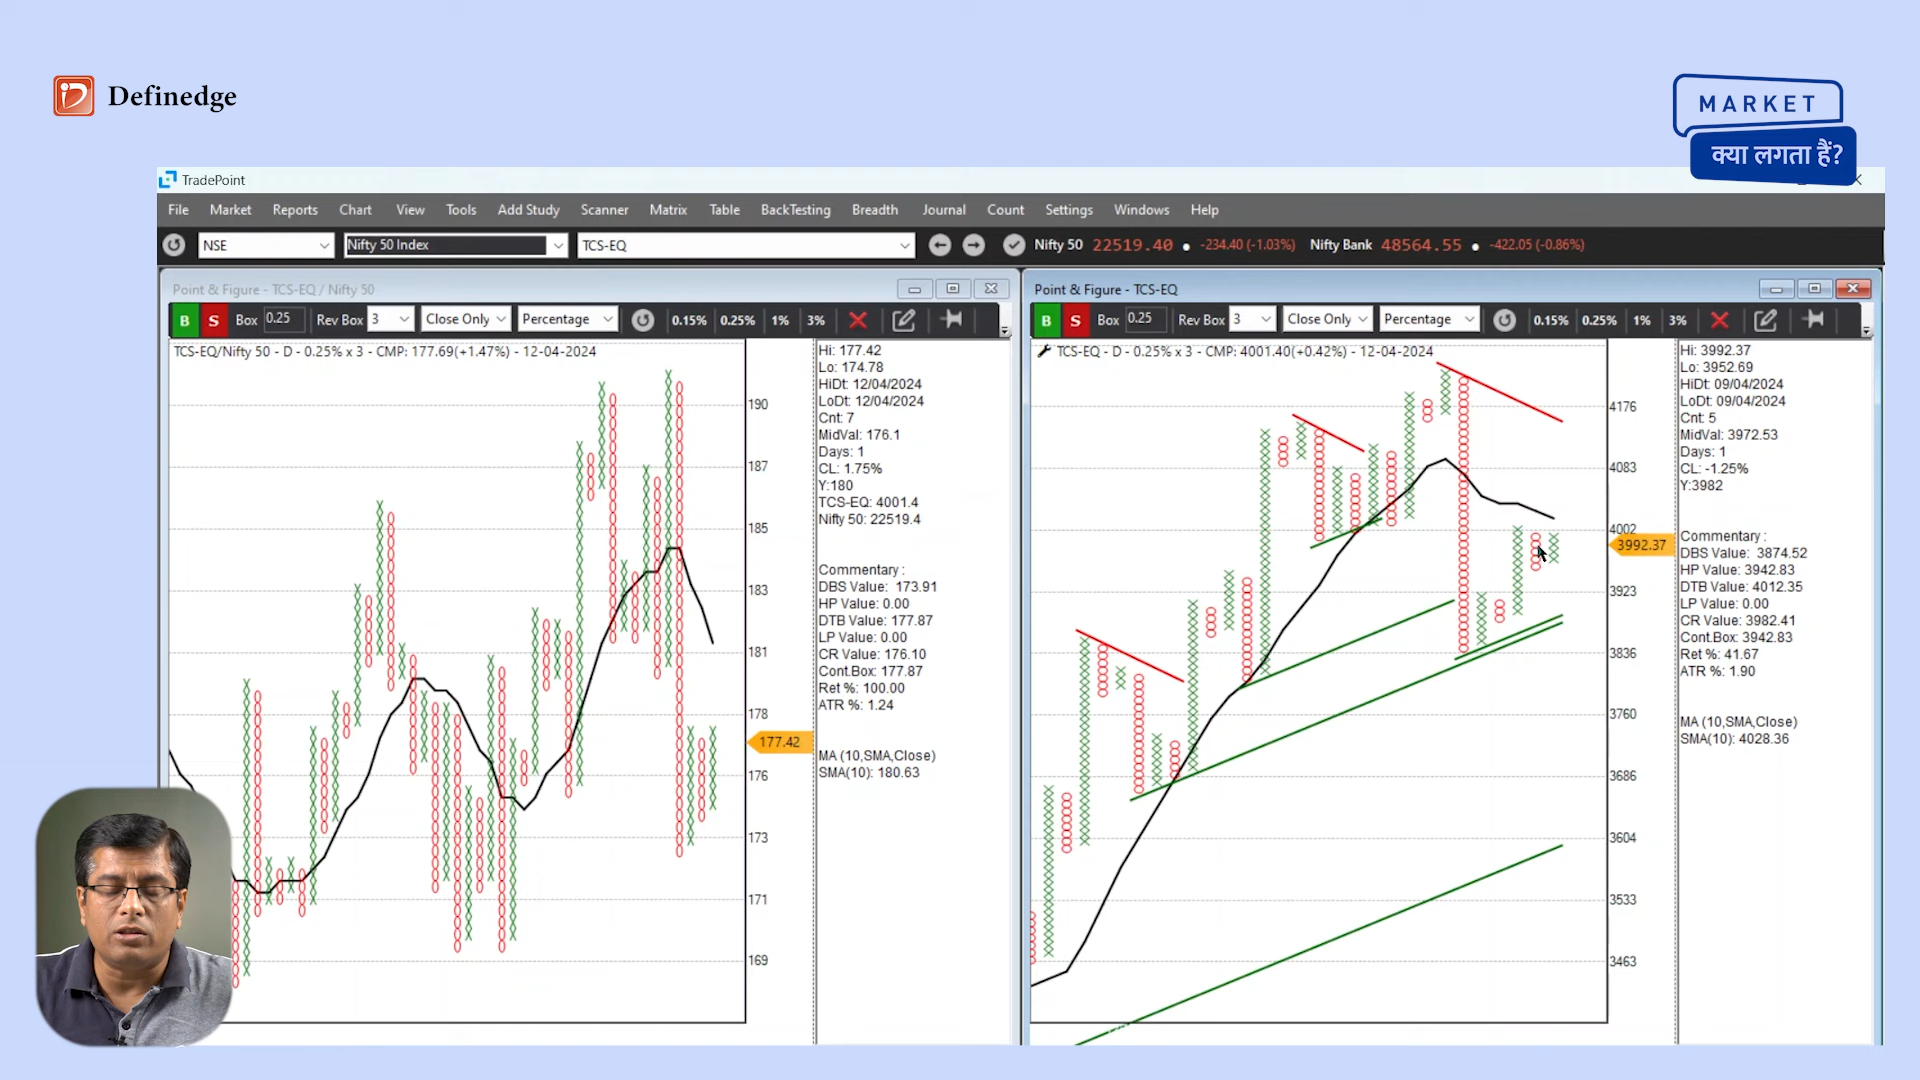 Definedge
MARKET
क्या लगता हैं?
TradePoint
File Market Reports Chart View Tools Add Study Scanner Matrix Table BackTesting Breadth Journal Count Settings Windows Help
NSE Nifty 50 Index TCS-EQ Nifty 50 22519.40 -234.40 (-1.03%) Nifty Bank 48564.55 -422.05 (-0.86%)
Point & Figure - TCS-EQ / Nifty 50
B S Box 0.25 Rev Box 3 Close Only Percentage 0.15% 0.25% 1% 3%
TCS-EQ/Nifty 50 - D - 0.25% x 3 - CMP: 177.69(+1.47%) - 12-04-2024
190
187
185
183
181
178
177.42
176
173
171
169
Hi: 177.42
Lo: 174.78
HiDt: 12/04/2024
LoDt: 12/04/2024
Cnt: 7
MidVal: 176.1
Days: 1
CL: 1.75%
Y:180
TCS-EQ: 4001.4
Nifty 50: 22519.4
Commentary :
DBS Value: 173.91
HP Value: 0.00
DTB Value: 177.87
LP Value: 0.00
CR Value: 176.10
Cont.Box: 177.87
Ret %: 100.00
ATR %: 1.24
MA (10,SMA,Close)
SMA(10): 180.63
Point & Figure - TCS-EQ
B S Box 0.25 Rev Box 3 Close Only Percentage 0.15% 0.25% 1% 3%
TCS-EQ - D - 0.25% x 3 - CMP: 4001.40(+0.42%) - 12-04-2024
4176
4083
4002
3992.37
3923
3836
3760
3686
3604
3533
3463
Hi: 3992.37
Lo: 3952.69
HiDt: 09/04/2024
LoDt: 09/04/2024
Cnt: 5
MidVal: 3972.53
Days: 1
CL: -1.25%
Y:3982
Commentary :
DBS Value: 3874.52
HP Value: 3942.83
DTB Value: 4012.35
LP Value: 0.00
CR Value: 3982.41
Cont.Box: 3942.83
Ret %: 41.67
ATR %: 1.90
MA (10,SMA,Close)
SMA(10): 4028.36